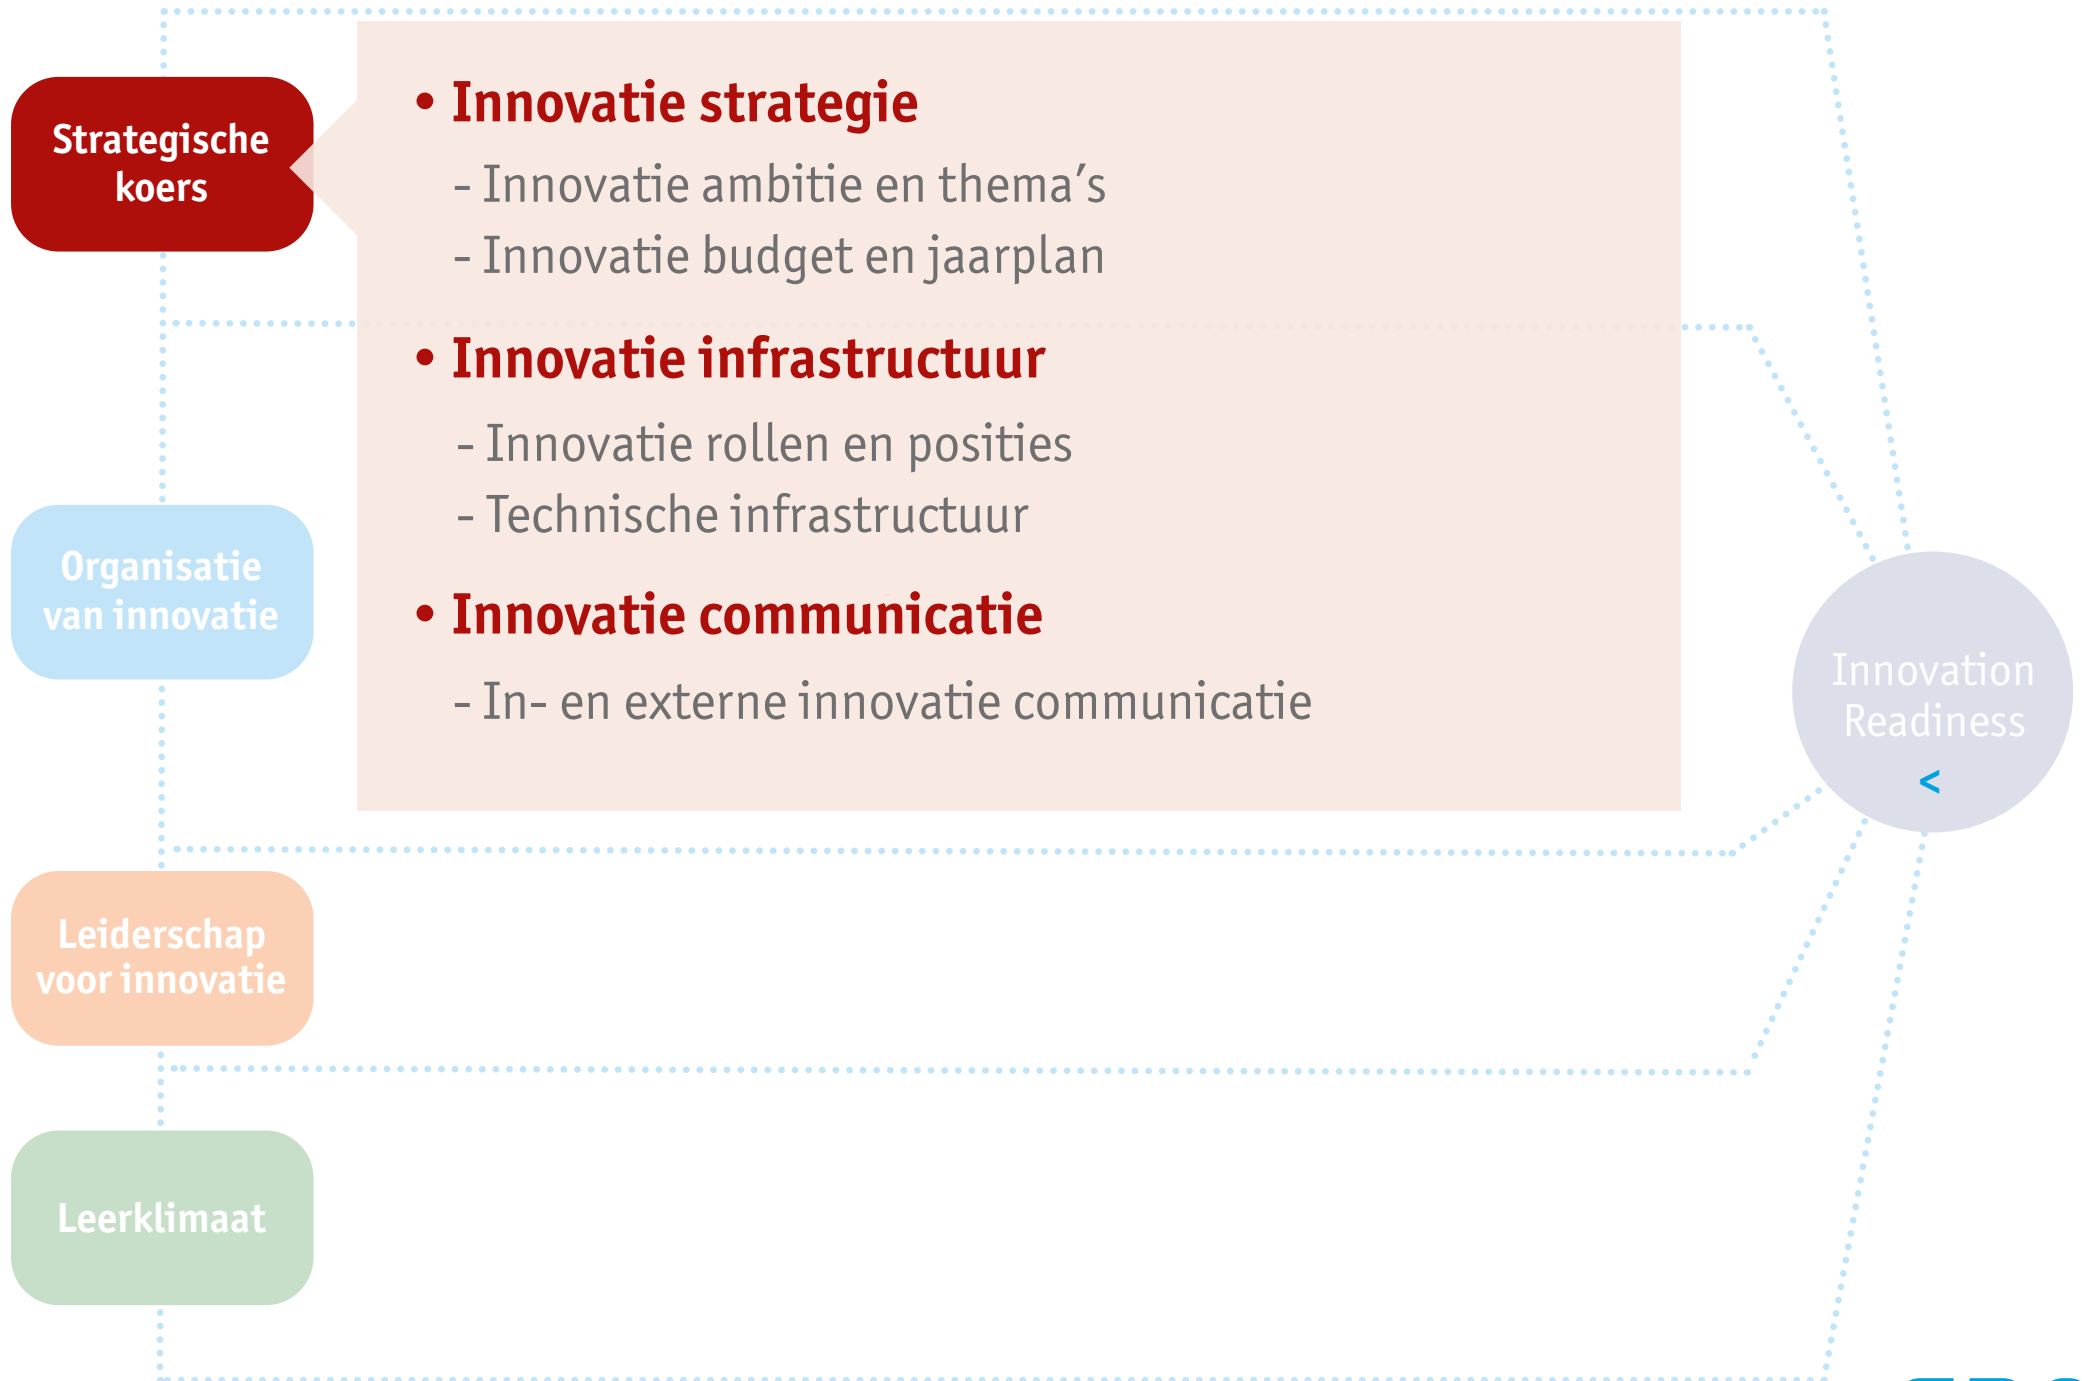 Strategische
koers
• Innovatie strategie
- Innovatie ambitie en thema’s
- Innovatie budget en jaarplan
• Innovatie infrastructuur
- Innovatie rollen en posities
- Technische infrastructuur
• Innovatie communicatie
- In- en externe innovatie communicatie
Organisatie
van innovatie
Leiderschap
voor innovatie
Leerklimaat
Innovation
Readiness
<